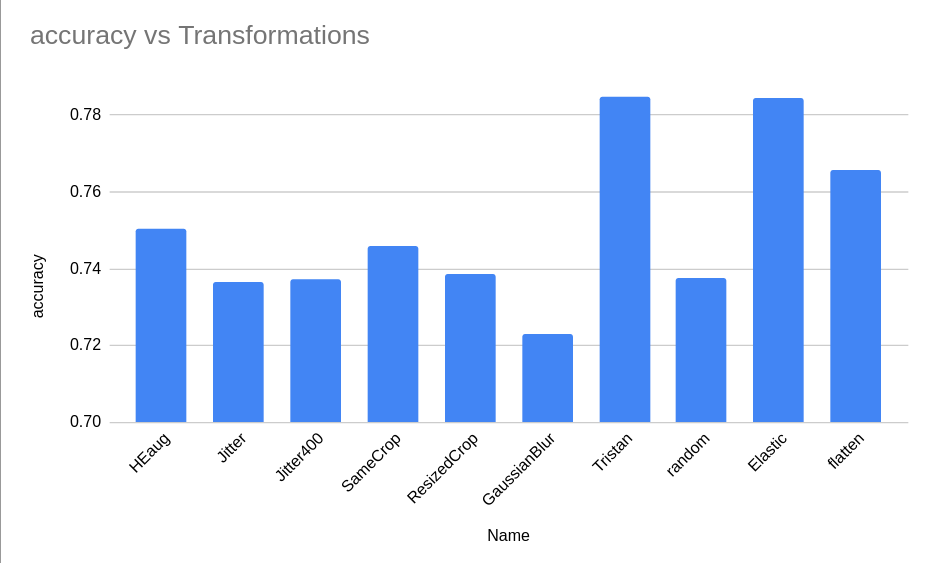 accuracy vs Transformations
0.78
0.76
0.74
0.72
0.70
accuracy
HEaug
Jitter
Jitter400
SameCrop
ResizedCrop
GaussianBlur
Tristan
random
Elastic
flatten
Name